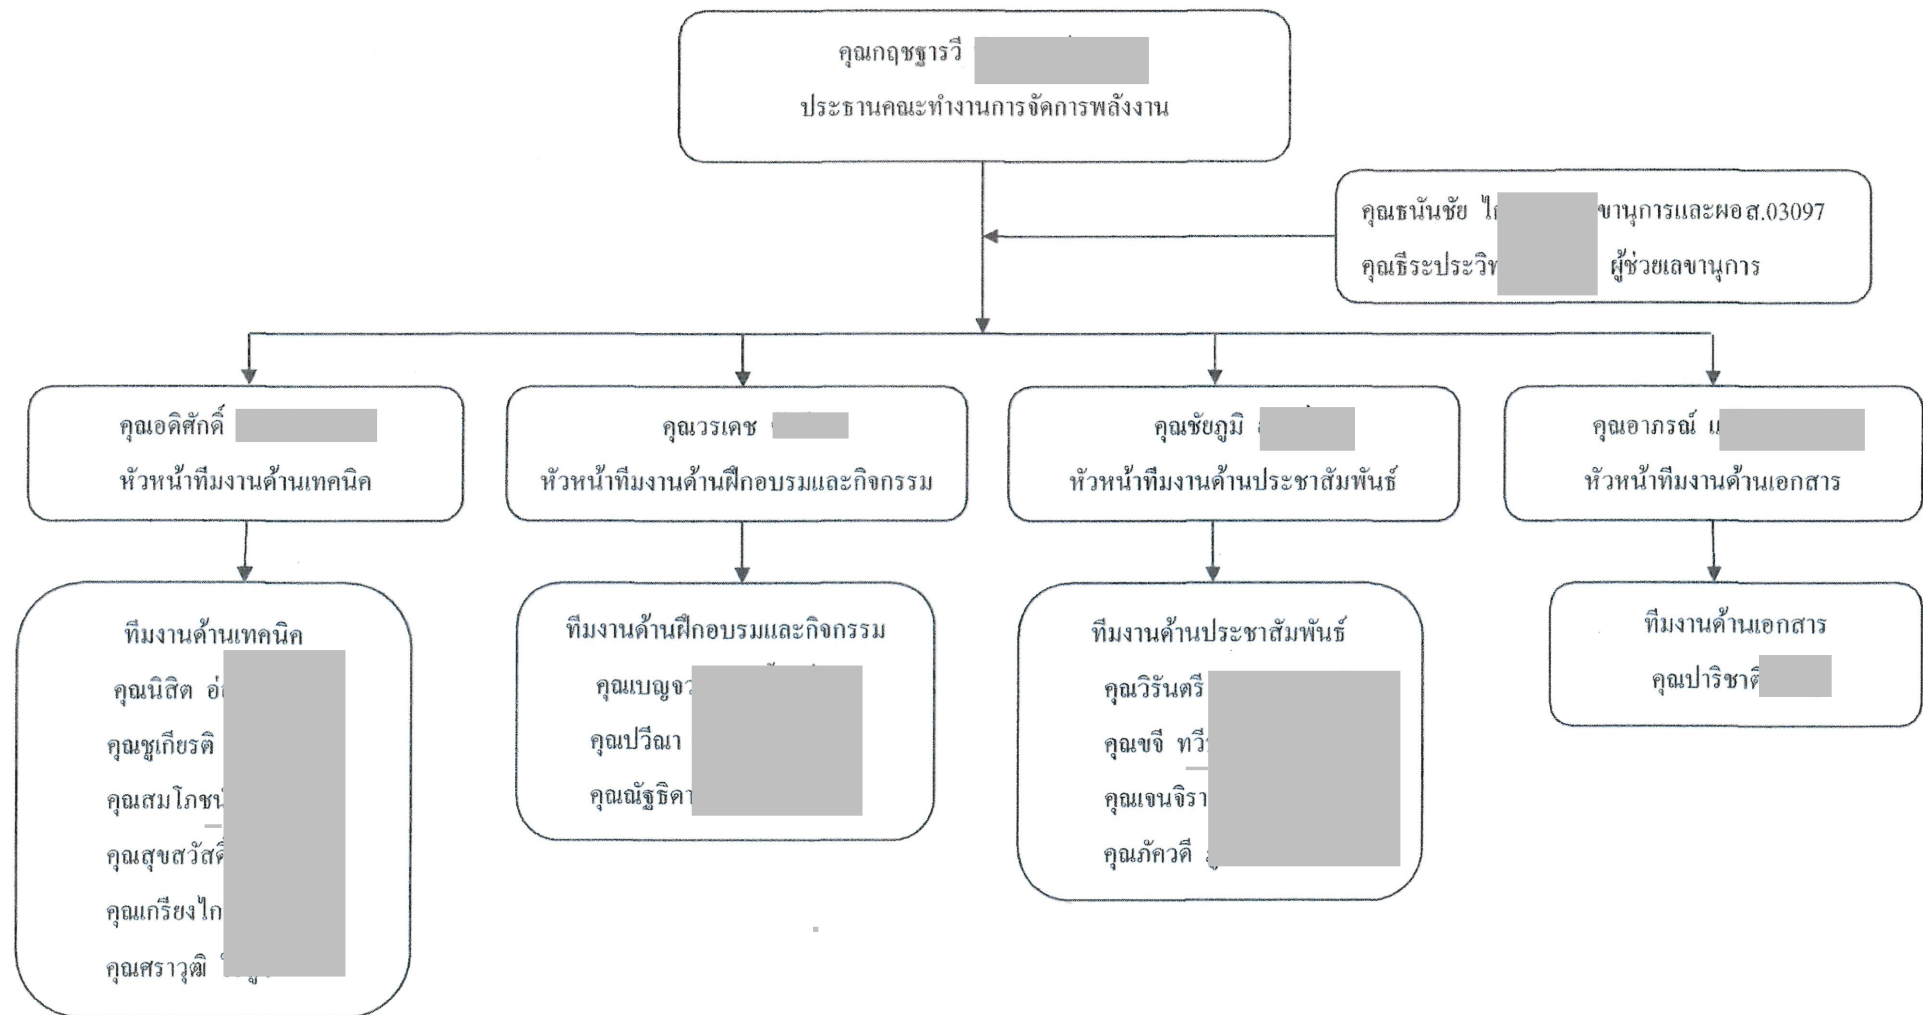 คุณกฤชฐารวี
ประธานคณะทำงานการจัดการพลังงาน
คุณธนันชัย ขานุการและผอส.03097
คุณธีระประวิท ผู้ช่วยเลขานุการ
คุณอดิศักดิ์
หัวหน้าทีมงานด้านเทคนิค
คุณวรเดช
หัวหน้าทีมงานด้านฝึกอบรมและกิจกรรม
คุณชัยภูมิ
หัวหน้าทีมงานด้านประชาสัมพันธ์
คุณอาภรณ์ แ
หัวหน้าทีมงานด้านเอกสาร
ทีมงานด้านเทคนิค
คุณนิสิต อ่
คุณชูเกียรติ
คุณสมโภชน์
คุณสุขสวัสดิ์
คุณเกรียงไก
คุณศราวุฒิ
ทีมงานด้านฝึกอบรมและกิจกรรม
คุณเบญจว
คุณปวีณา
คุณณัฐธิดา
ทีมงานด้านประชาสัมพันธ์
คุณวิรันตรี
คุณขจี ทวี
คุณเจนจิรา
คุณภัควดี
ทีมงานด้านเอกสาร
คุณปาริชาติ